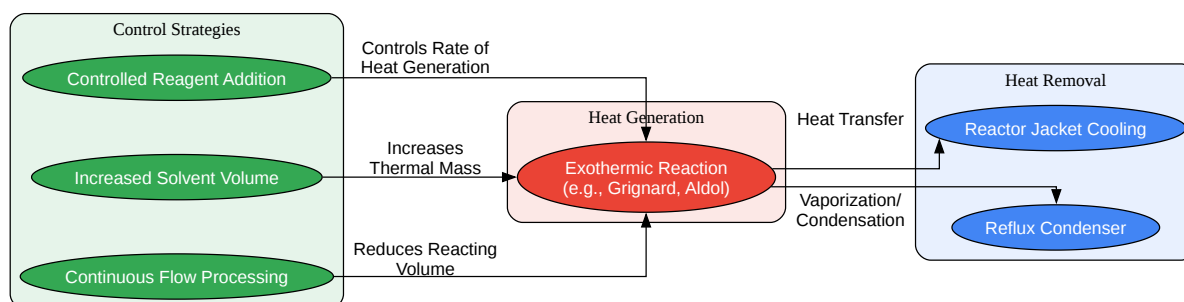 Control Strategies
Controlled Reagent Addition
Increased Solvent Volume
Continuous Flow Processing
Controls Rate of
Heat Generation
Increases
Thermal Mass
Reduces Reacting
Volume
Heat Generation
Exothermic Reaction
(e.g., Grignard, Aldol)
Heat Transfer
Vaporization/
Condensation
Heat Removal
Reactor Jacket Cooling
Reflux Condenser